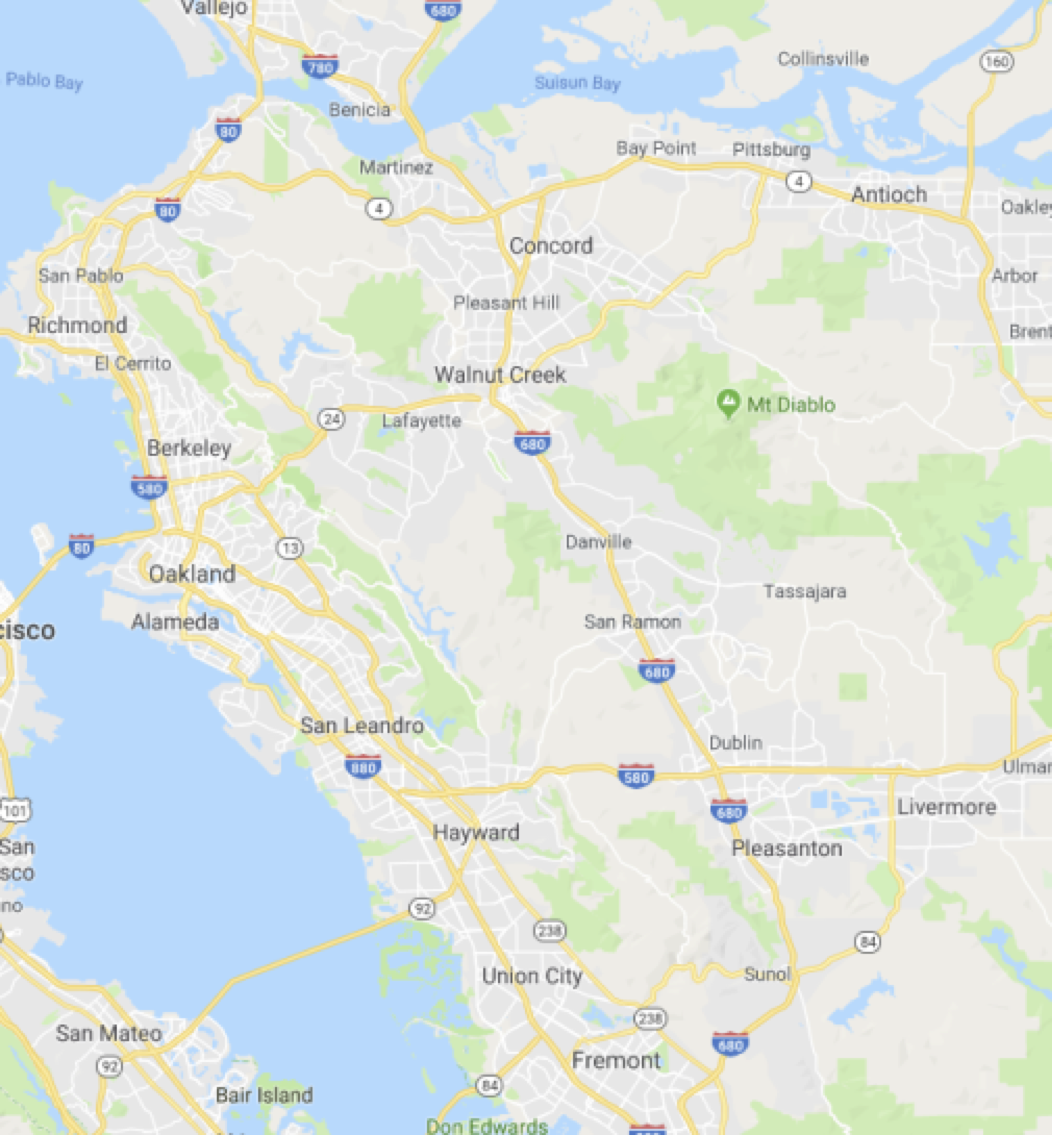 Vallejo
680
780
Collinsville
160
Pablo Bay
Suisun Bay
Benicia
80
Bay Point
Pittsburg
Martinez
4
Antioch
80
4
Oakley
Concord
San Pablo
Arbor
Pleasant Hill
Richmond
Brent
El Cerrito
Walnut Creek
Mt Diablo
24
Lafayette
680
Berkeley
580
80
13
Danville
Oakland
Tassajara
Alameda
San Ramon
cisco
680
San Leandro
Dublin
880
580
Ulmar
101
680
Livermore
Hayward
San
sco
Pleasanton
no
92
238
84
Union City
Sunol
238
San Mateo
680
Fremont
92
84
Bair Island
Don Edwards